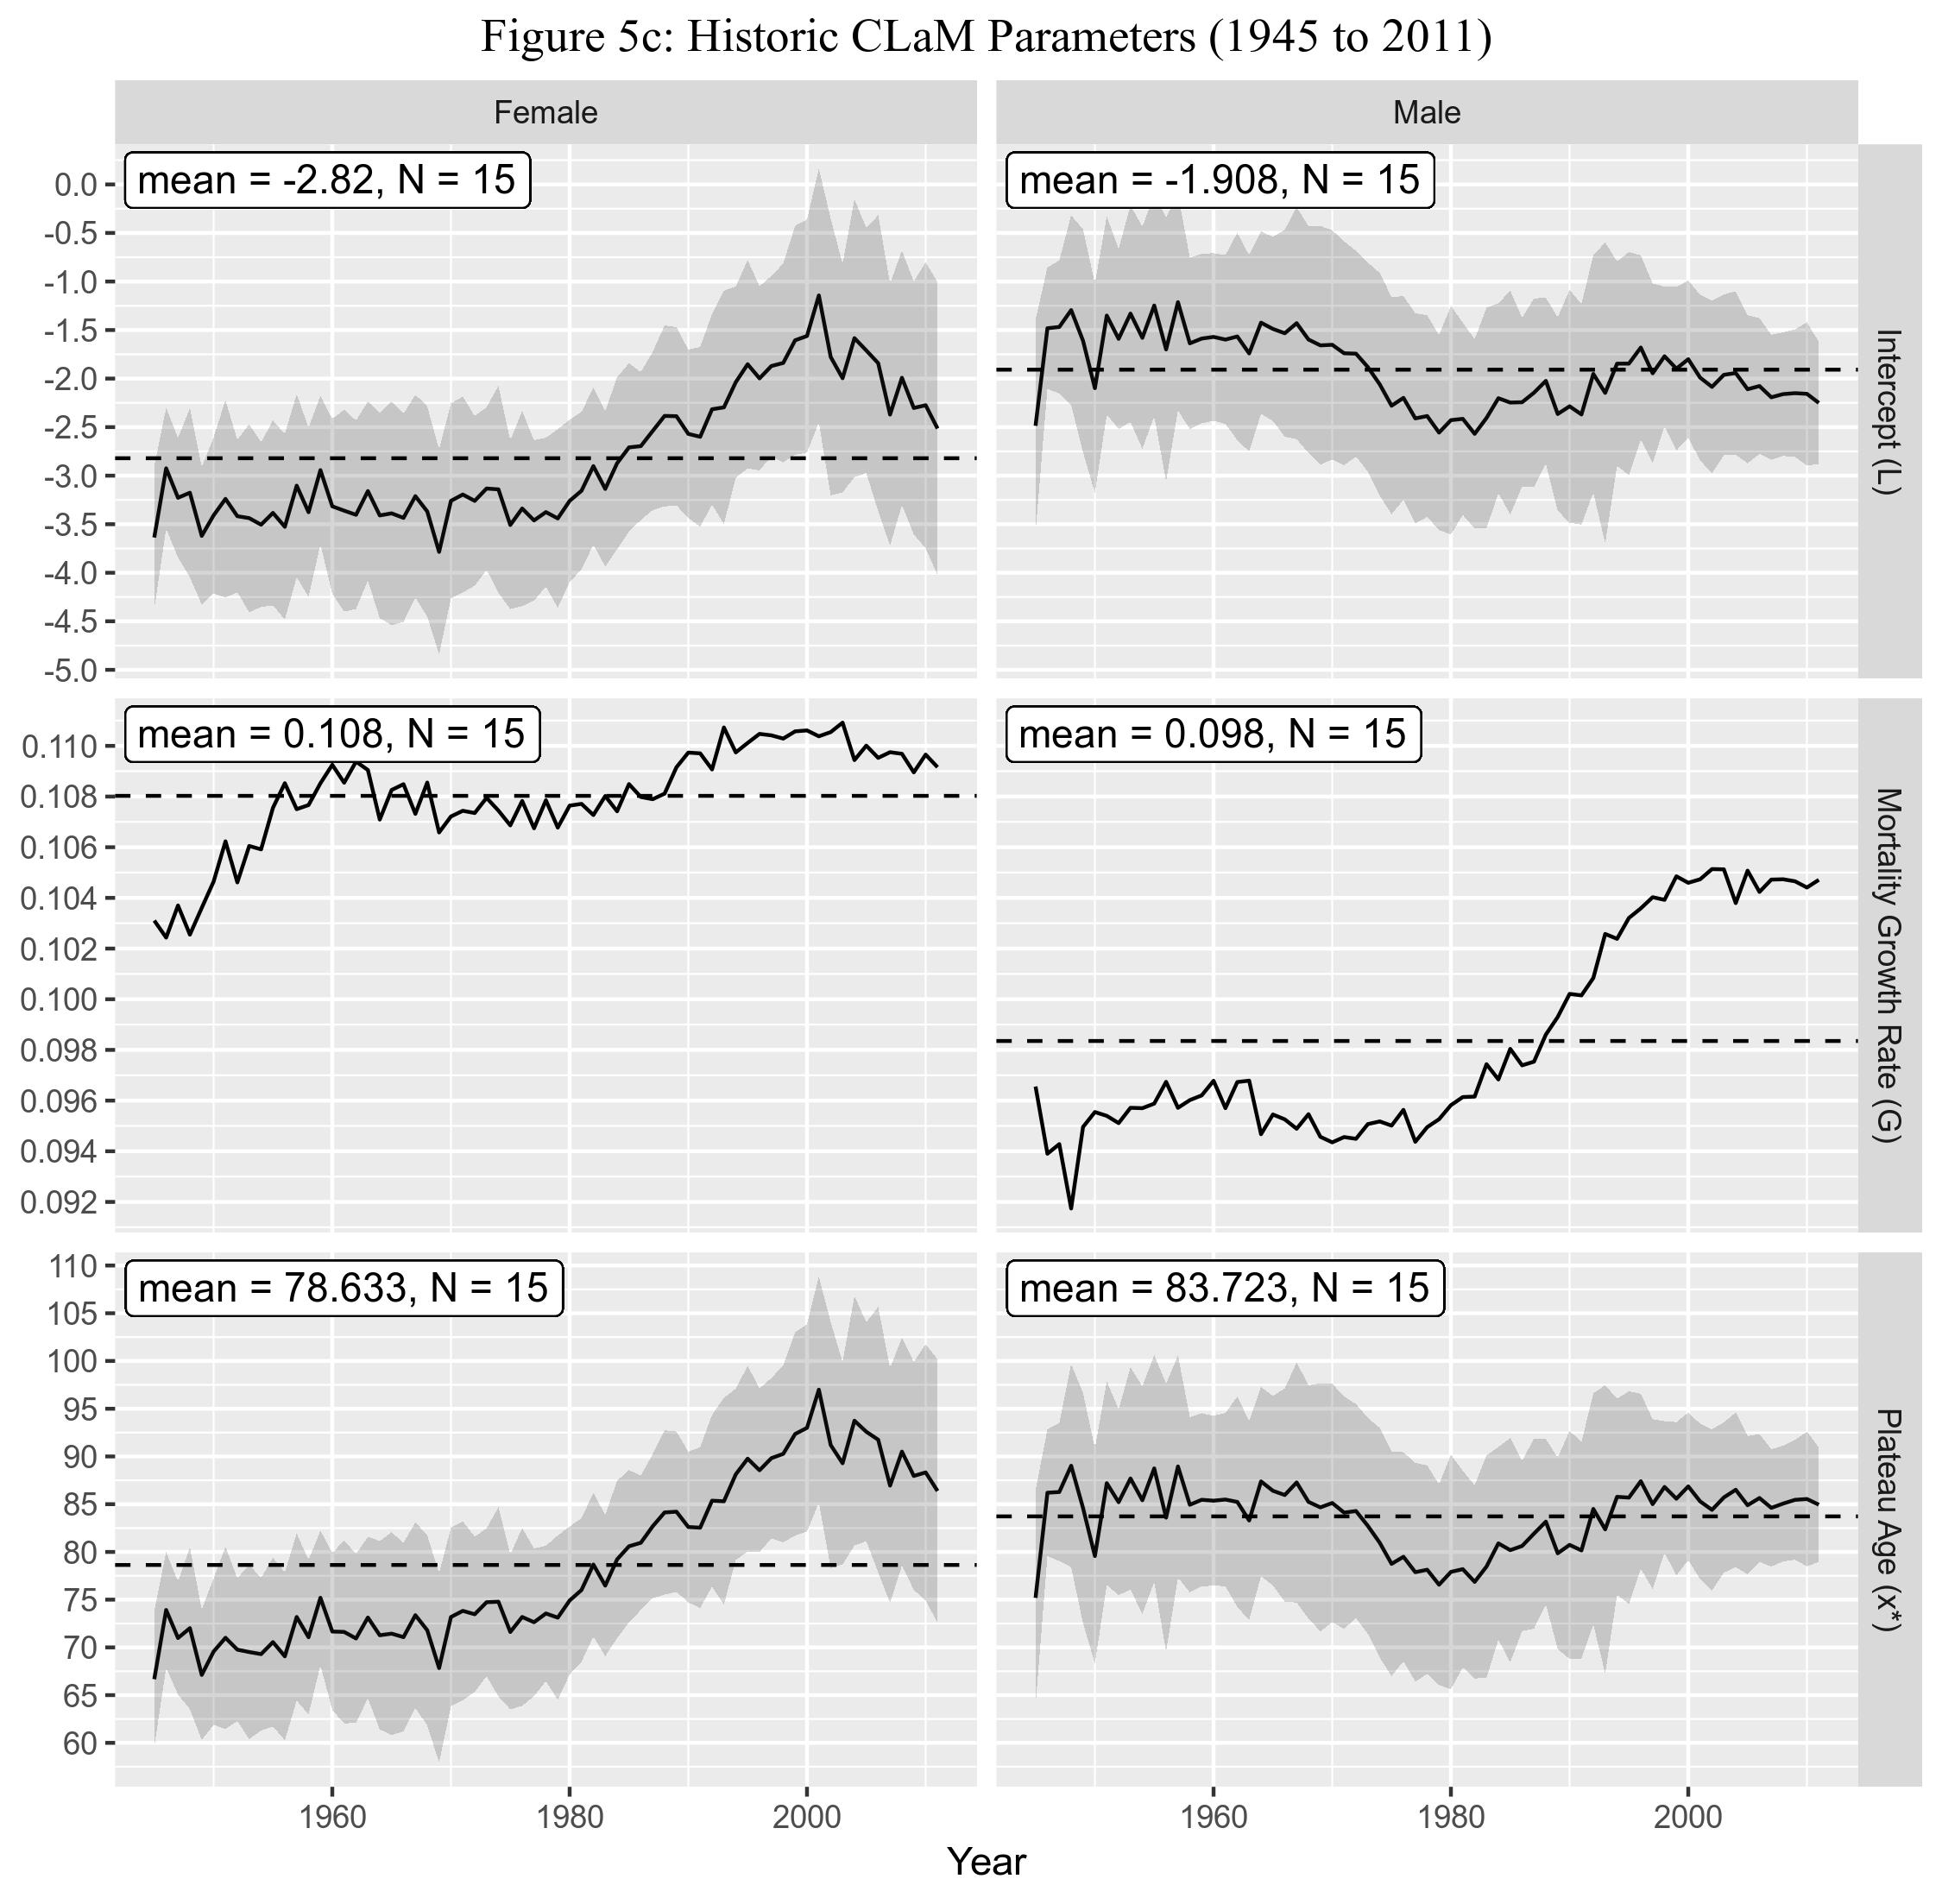 Figure 5c: Historic CLaM Parameters (1945 to 2011)
Female
Male
mean = -2.82, N = 15
mean = -1.908, N = 15
0.0
-0.5
-1.0
-1.5
-2.0
-2.5
-3.0
-3.5
-4.0
-4.5
-5.0
Intercept (L)
mean = 0.108, N = 15
mean = 0.098, N = 15
0.110
0.108
0.106
0.104
0.102
0.100
0.098
0.096
0.094
0.092
Mortality Growth Rate (G)
mean = 78.633, N = 15
mean = 83.723, N = 15
110
105
100
95
90
85
80
75
70
65
60
Plateau Age (x*)
1960 1980 2000
1960 1980 2000
Year